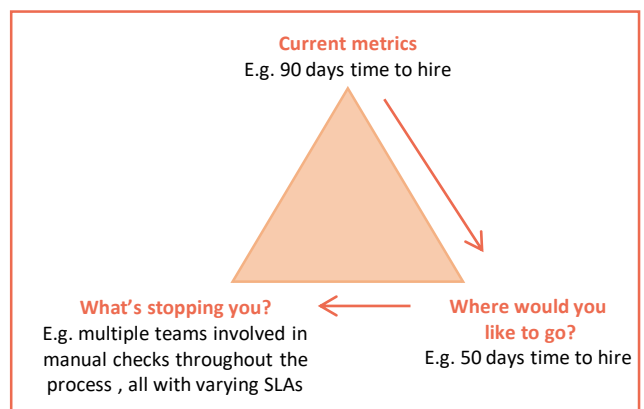 Current metrics
E.g. 90 days time to hire
What's stopping you?
E.g. multiple teams involved in
manual checks throughout the
process , all with varying SLAs
Where would you
like to go?
E.g. 50 days time to hire